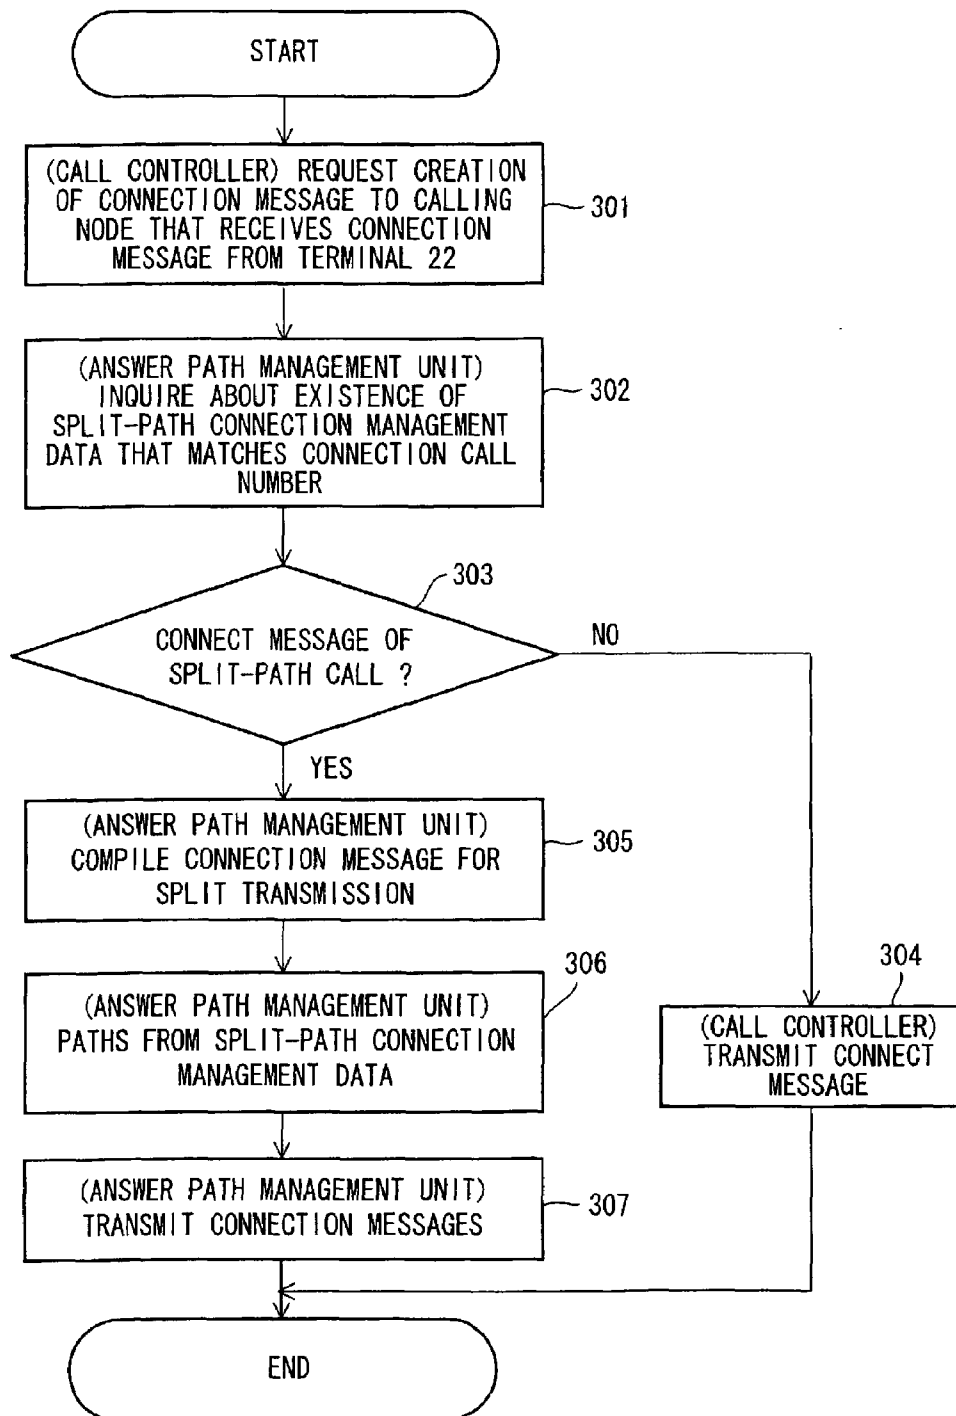 START
(CALL CONTROLLER) REQUEST CREATION
OF CONNECTION MESSAGE TO CALLING
NODE THAT RECEIVES CONNECTION
MESSAGE FROM TERMINAL 22
301
(ANSWER PATH MANAGEMENT UNIT)
INQUIRE ABOUT EXISTENCE OF
SPLIT-PATH CONNECTION MANAGEMENT
DATA THAT MATCHES CONNECTION CALL
NUMBER
302
303
CONNECT MESSAGE OF
SPLIT-PATH CALL ?
NO
YES
(ANSWER PATH MANAGEMENT UNIT)
COMPILE CONNECTION MESSAGE FOR
SPLIT TRANSMISSION
305
306
(ANSWER PATH MANAGEMENT UNIT)
PATHS FROM SPLIT-PATH CONNECTION
MANAGEMENT DATA
304
(CALL CONTROLLER)
TRANSMIT CONNECT
MESSAGE
(ANSWER PATH MANAGEMENT UNIT)
TRANSMIT CONNECTION MESSAGES
307
END